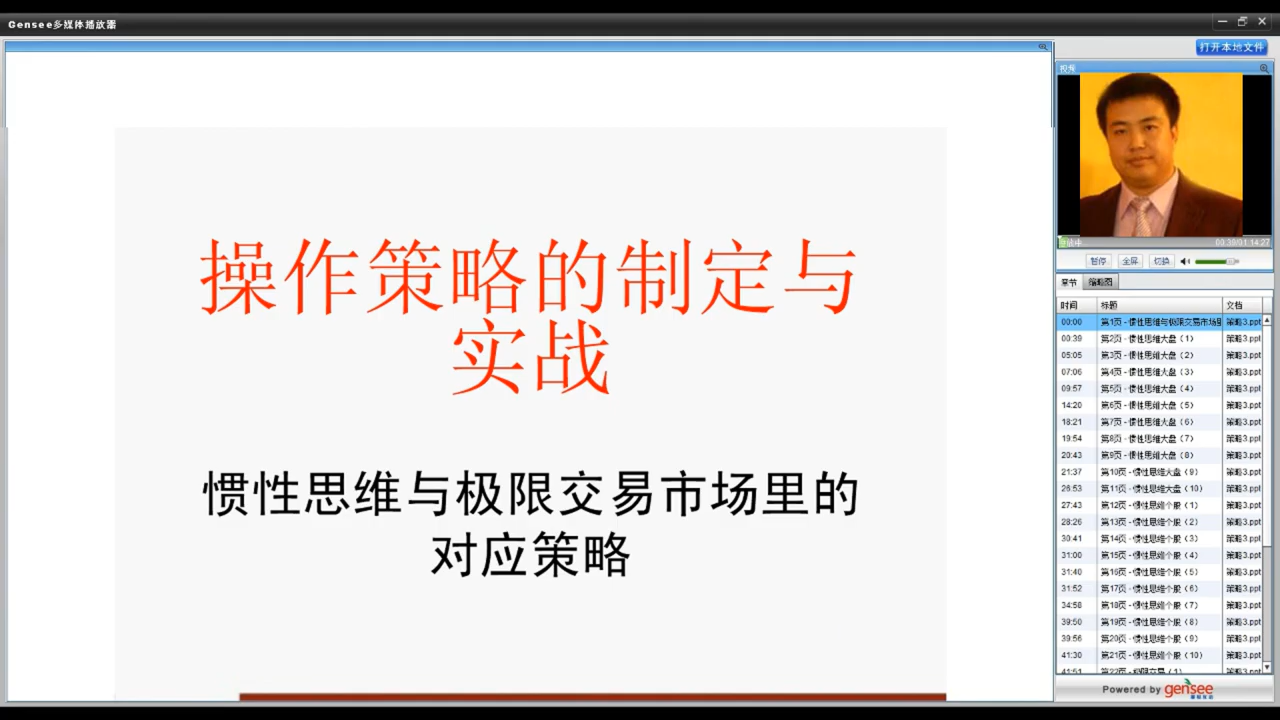 Gensee多媒体播放器
打开本地文件
视频
操作策略的制定与
实战
惯性思维与极限交易市场里的
对应策略
00:39/01:14:27
暂停 全屏 切换
章节 缩略图
时间 标题 文档
00:00 第1页 - 惯性思维与极限交易市场里 策略3.ppt
00:39 第2页 - 惯性思维大盘（1） 策略3.ppt
05:05 第3页 - 惯性思维大盘（2） 策略3.ppt
07:06 第4页 - 惯性思维大盘（3） 策略3.ppt
09:57 第5页 - 惯性思维大盘（4） 策略3.ppt
14:20 第6页 - 惯性思维大盘（5） 策略3.ppt
18:21 第7页 - 惯性思维大盘（6） 策略3.ppt
19:54 第8页 - 惯性思维大盘（7） 策略3.ppt
20:43 第9页 - 惯性思维大盘（8） 策略3.ppt
21:37 第10页 - 惯性思维大盘（9） 策略3.ppt
26:53 第11页 - 惯性思维大盘（10） 策略3.ppt
27:43 第12页 - 惯性思维个股（1） 策略3.ppt
28:26 第13页 - 惯性思维个股（2） 策略3.ppt
30:41 第14页 - 惯性思维个股（3） 策略3.ppt
31:00 第15页 - 惯性思维个股（4） 策略3.ppt
31:40 第16页 - 惯性思维个股（5） 策略3.ppt
31:52 第17页 - 惯性思维个股（6） 策略3.ppt
34:58 第18页 - 惯性思维个股（7） 策略3.ppt
39:50 第19页 - 惯性思维个股（8） 策略3.ppt
39:56 第20页 - 惯性思维个股（9） 策略3.ppt
41:30 第21页 - 惯性思维个股（10） 策略3.ppt
41:51 第22页 - 极限交易（1） 策略3.ppt
Powered by gensee